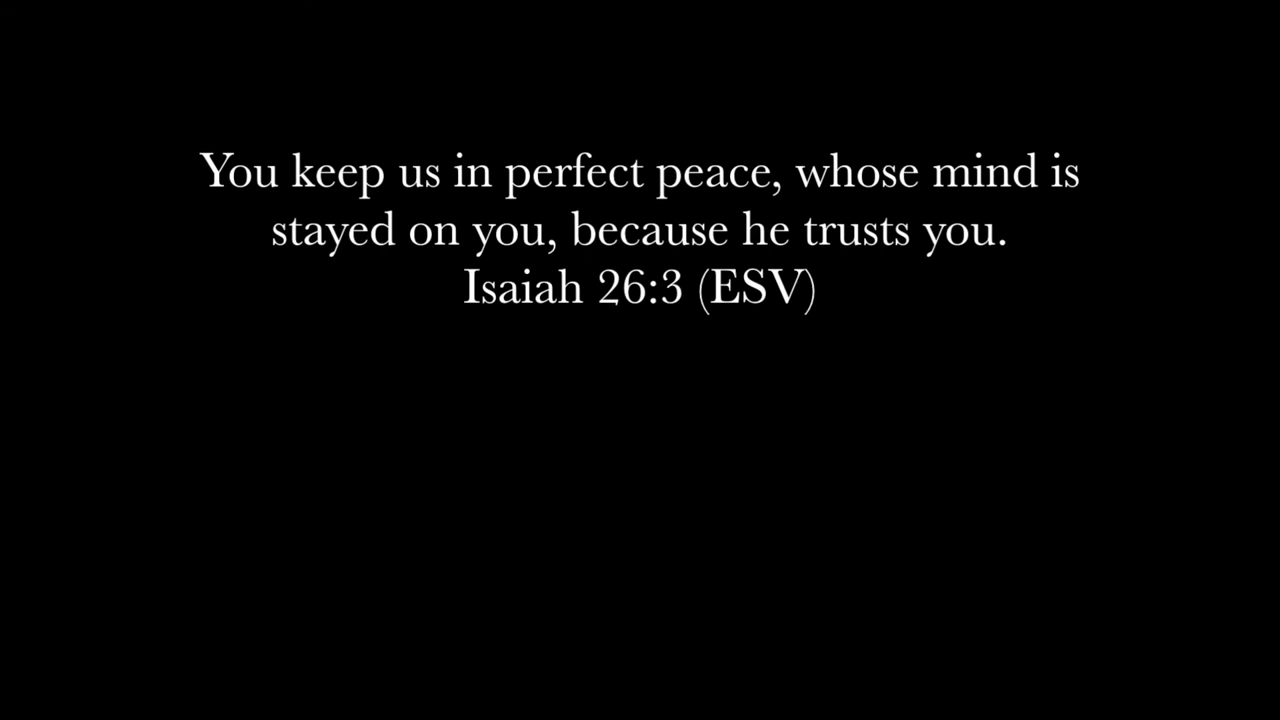 You keep us in perfect peace, whose mind is
stayed on you, because he trusts you.
Isaiah 26:3 (ESV)